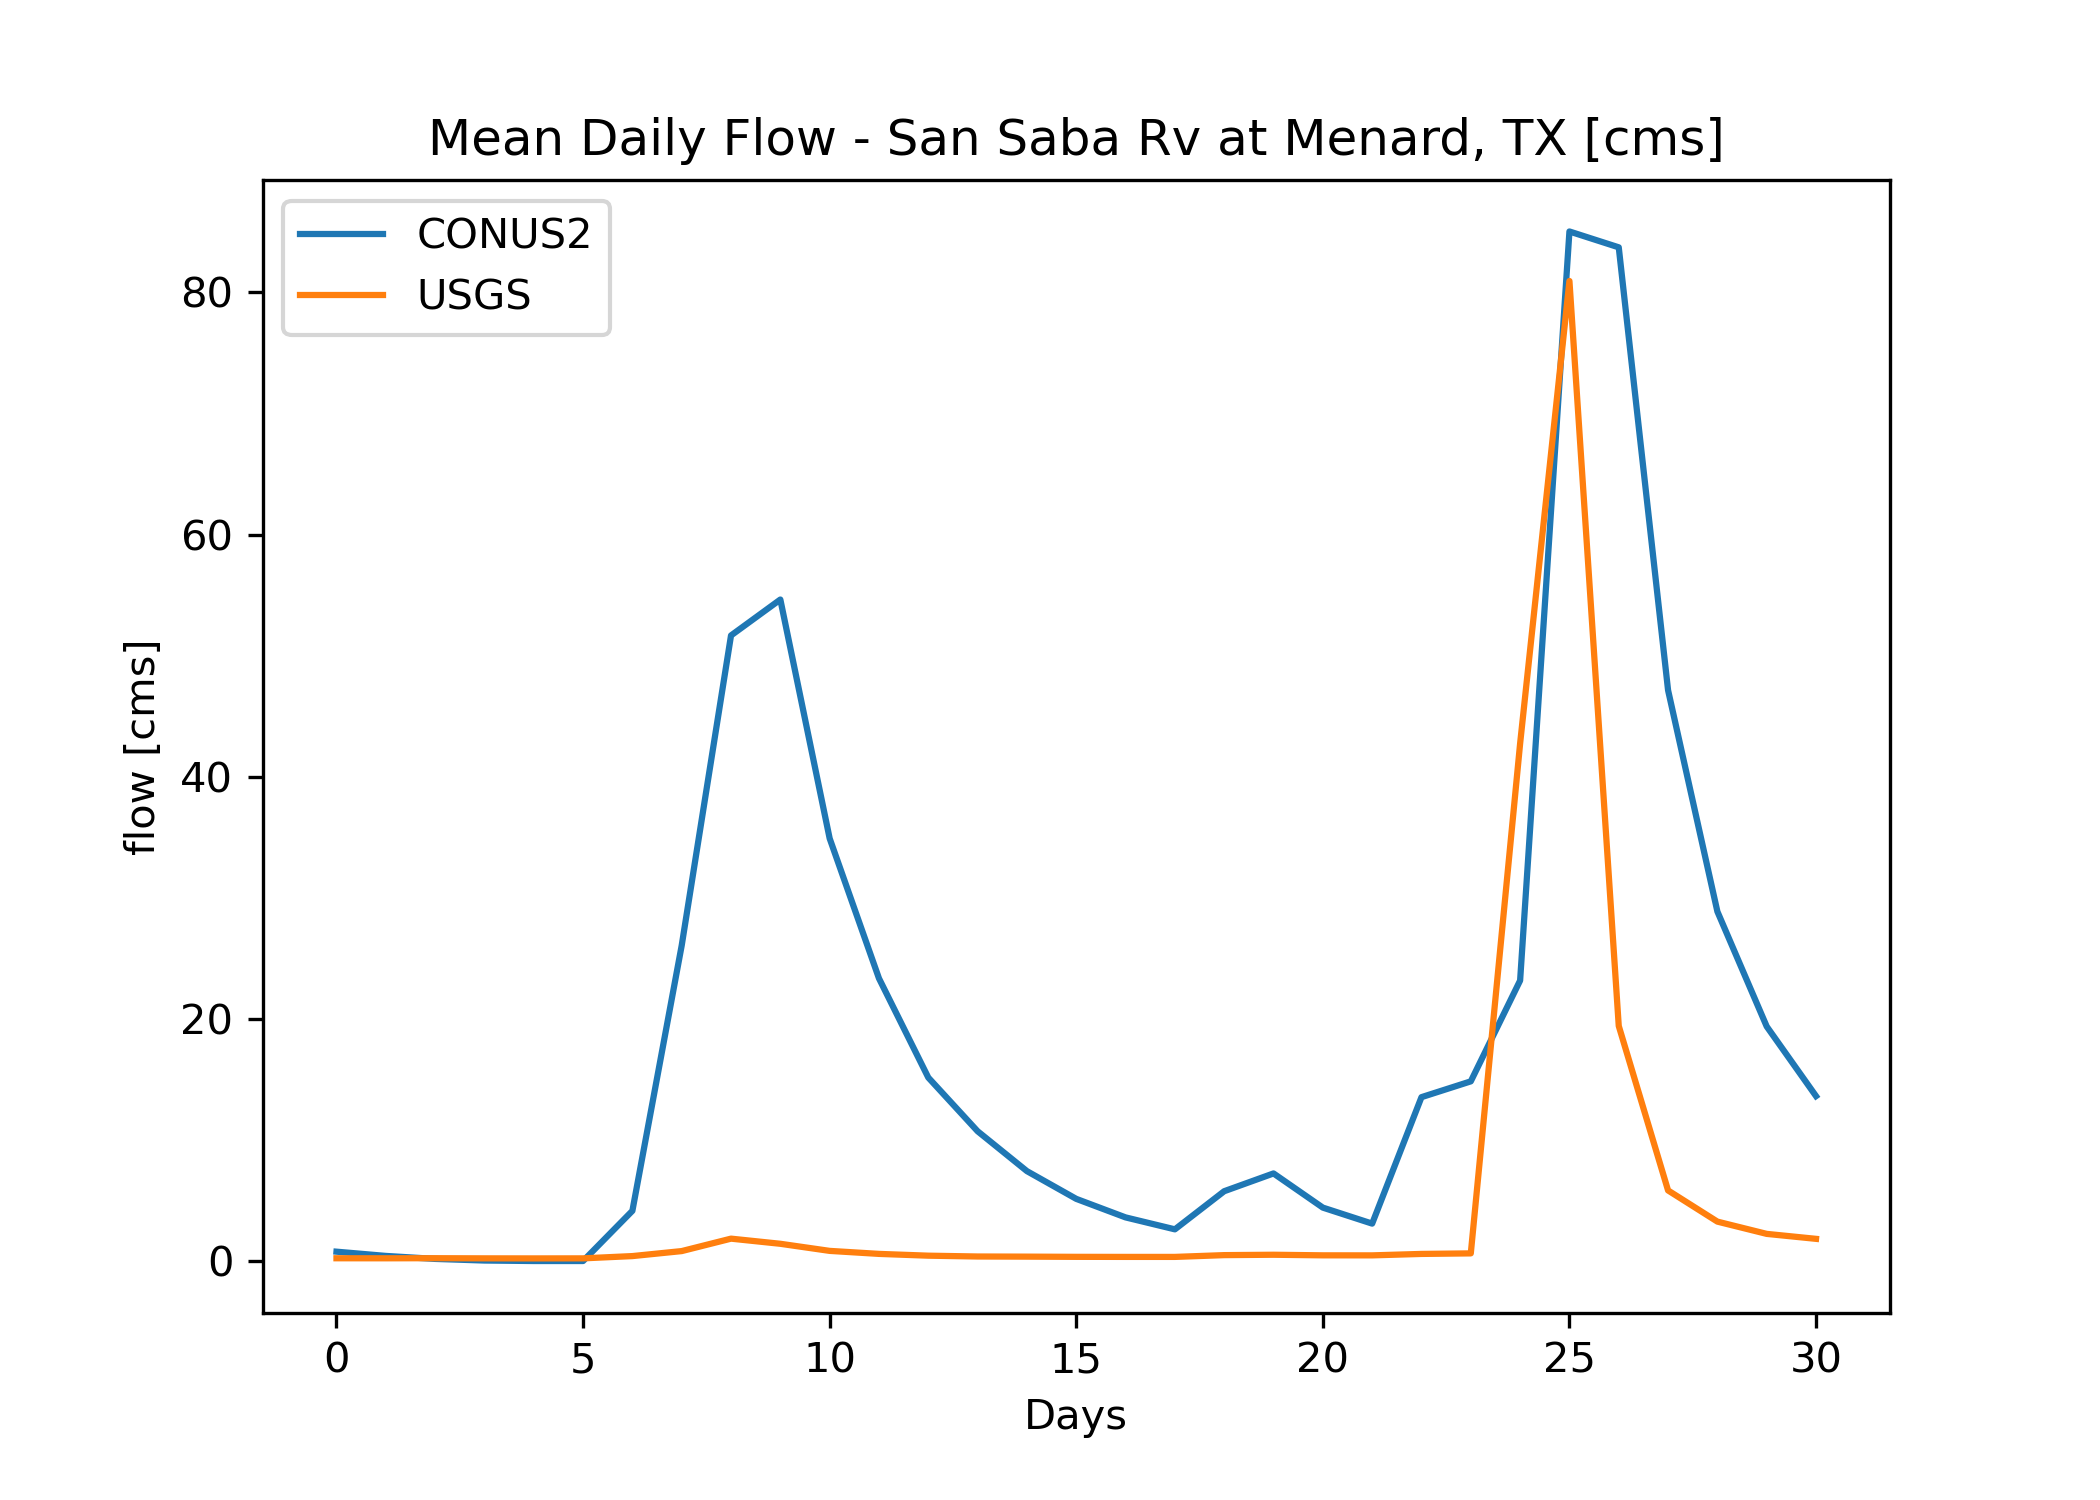 Mean Daily Flow - San Saba Rv at Menard, TX [cms]
CONUS2
USGS
80
60
40
20
0
flow [cms]
0 5 10 15 20 25 30
Days